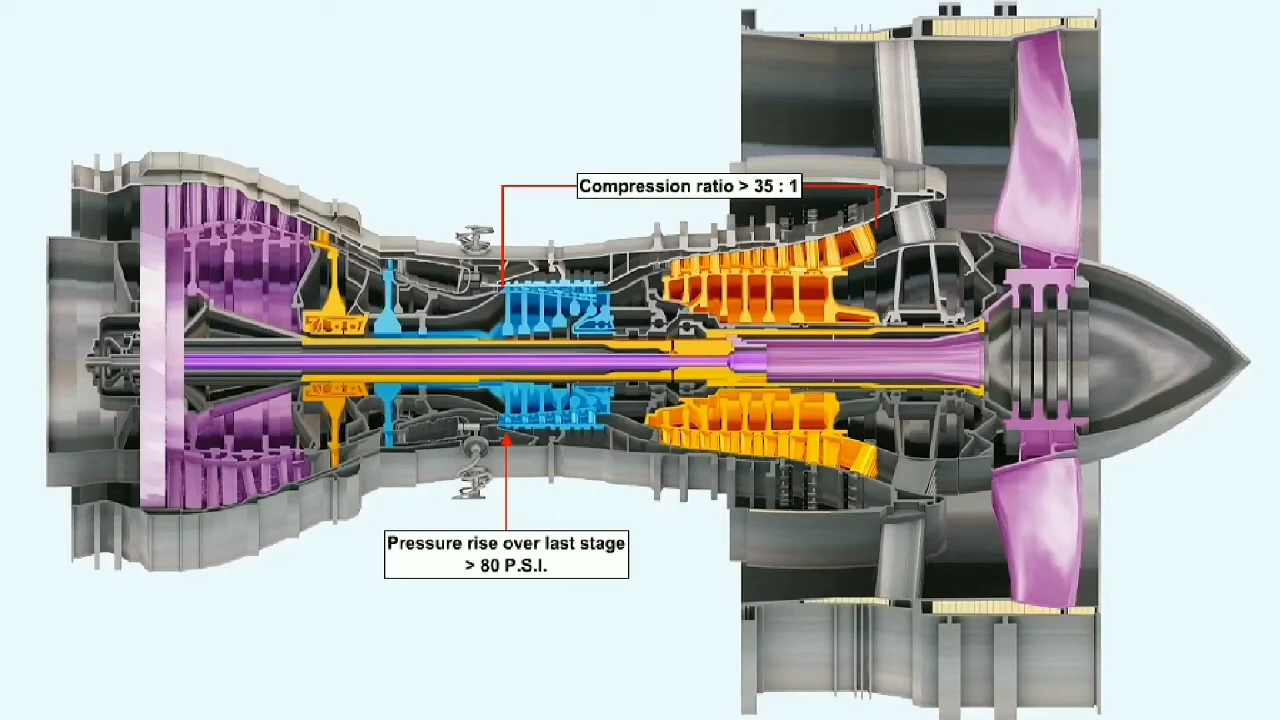 Compression ratio > 35 : 1
Pressure rise over last stage
> 80 P.S.I.